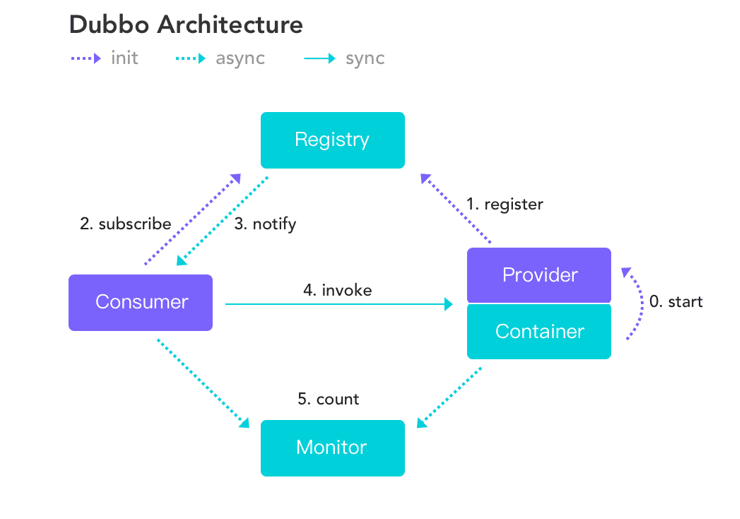 Dubbo Architecture
init async sync
Registry
1. register
2. subscribe 3. notify
Provider
Consumer 4. invoke 0. start
Container
5. count
Monitor